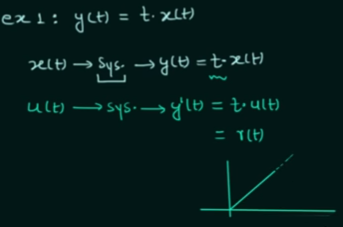 ex 1: y(t) = t·x(t)
x(t) → Sys. → y(t) = t·x(t)
u(t) → sys. → y'(t) = t·u(t)
= r(t)